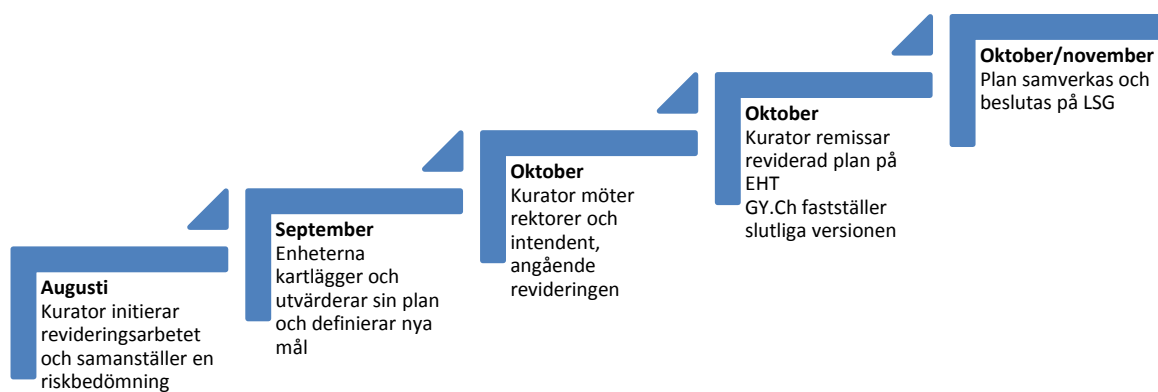 Augusti
Kurator initierar
revideringsarbetet
och samanställer en
riskbedömning
September
Enheterna
kartlägger och
utvärderar sin plan
och definierar nya
mål
Oktober
Kurator möter
rektorer och
intendent,
angående
revideringen
Oktober
Kurator remissar
reviderad plan på
EHT
GY.Ch fastställer
slutliga versionen
Oktober/november
Plan samverkas och
beslutas på LSG